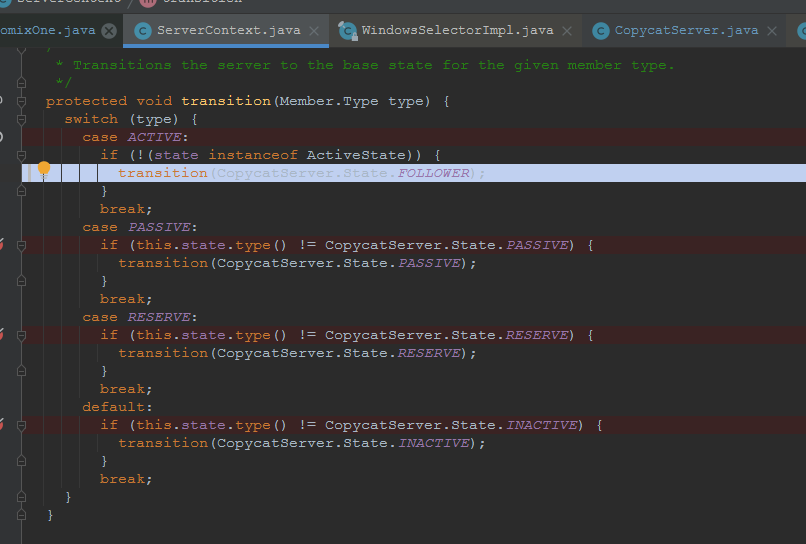 ServerContext / m transition
omixOne.java C ServerContext.java C WindowsSelectorImpl.java C CopycatServer.java C
* Transitions the server to the base state for the given member type.
*/
protected void transition(Member.Type type) {
switch (type) {
case ACTIVE:
if (!(state instanceof ActiveState)) {
transition(CopycatServer.State.FOLLOWER);
}
break;
case PASSIVE:
if (this.state.type() != CopycatServer.State.PASSIVE) {
transition(CopycatServer.State.PASSIVE);
}
break;
case RESERVE:
if (this.state.type() != CopycatServer.State.RESERVE) {
transition(CopycatServer.State.RESERVE);
}
break;
default:
if (this.state.type() != CopycatServer.State.INACTIVE) {
transition(CopycatServer.State.INACTIVE);
}
break;
}
}